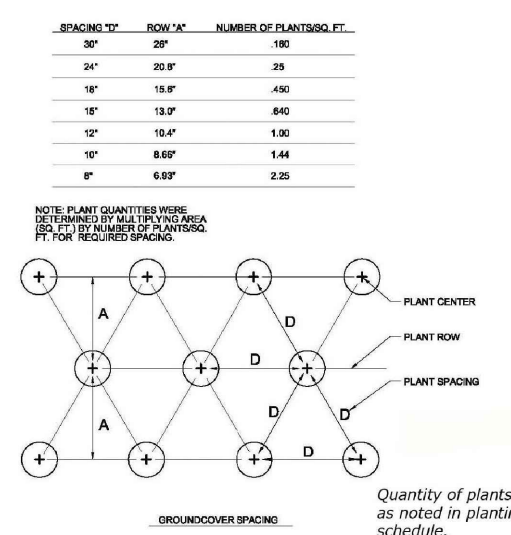 SPACING "D" ROW "A" NUMBER OF PLANTS/SQ. FT.
30" 26" .160
24" 20.8" .25
18" 15.6" .450
15" 13.0" .640
12" 10.4" 1.00
10" 8.66" 1.44
8" 6.93" 2.25
NOTE: PLANT QUANTITIES WERE
DETERMINED BY MULTIPLYING AREA
(SQ. FT.) BY NUMBER OF PLANTS/SQ.
FT. FOR REQUIRED SPACING.
PLANT CENTER
A
D
PLANT ROW
D
PLANT SPACING
A
D
D
D
Quantity of plants
as noted in plantin
schedule.
GROUNDCOVER SPACING